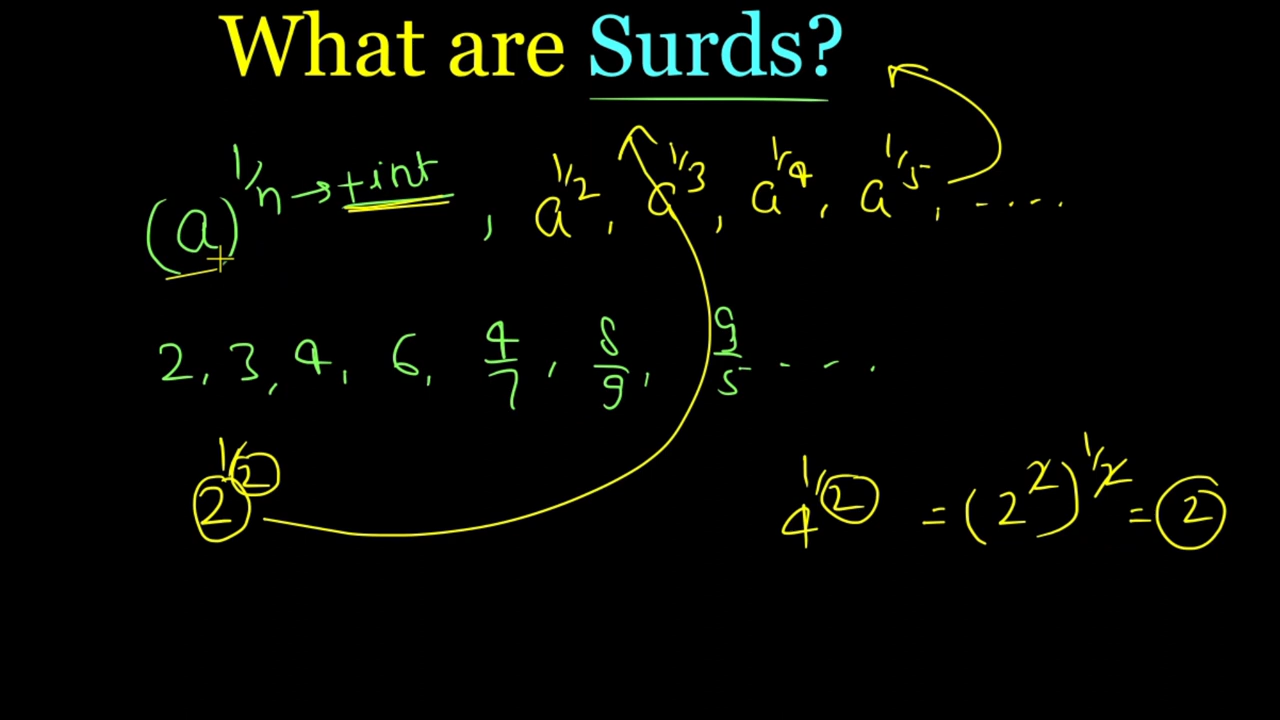 What are Surds?
(a)^{1/n} → +int , a^{1/2}, a^{1/3}, a^{1/4}, a^{1/5}, -....
2, 3, 4, 6, 4/7, 8/9, 9/5 - - .
2^{1/2}
4^{1/2} = (2^2)^{1/2} = 2